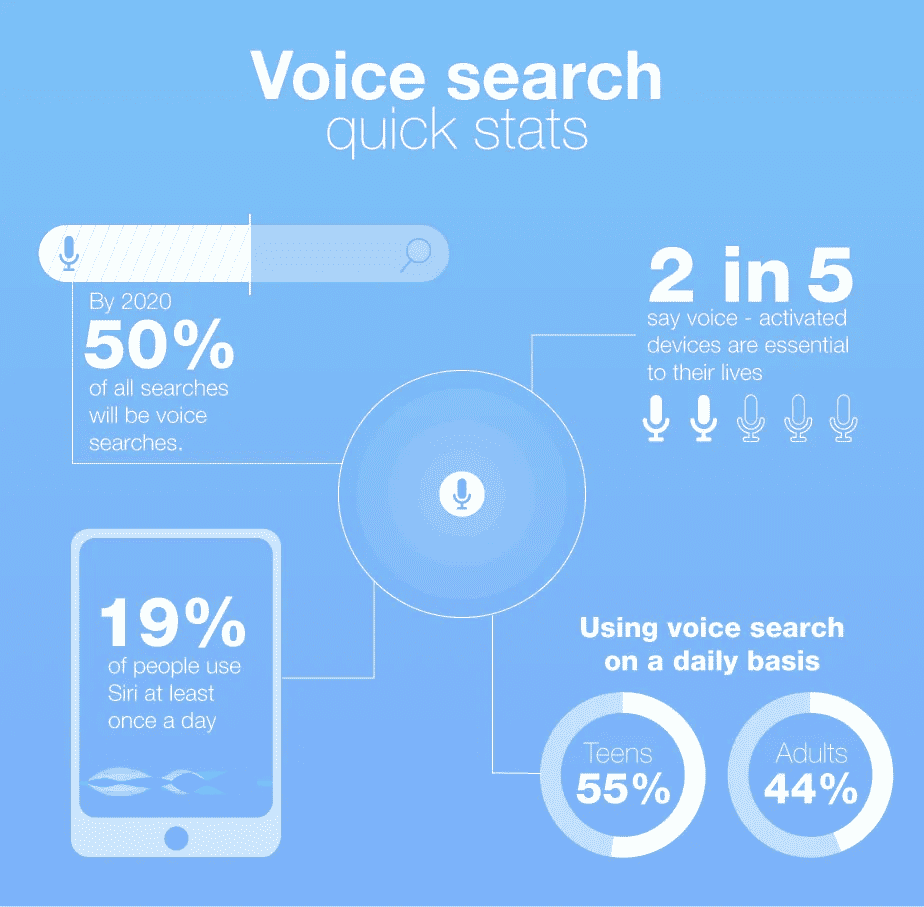 Voice search
quick stats
By 2020
50%
of all searches
will be voice
searches.
2 in 5
say voice - activated
devices are essential
to their lives
19%
of people use
Siri at least
once a day
Using voice search
on a daily basis
Teens
55%
Adults
44%